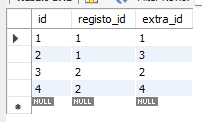 id registo_id extra_id
1 1 1
2 1 3
3 2 2
4 2 4
NULL NULL NULL